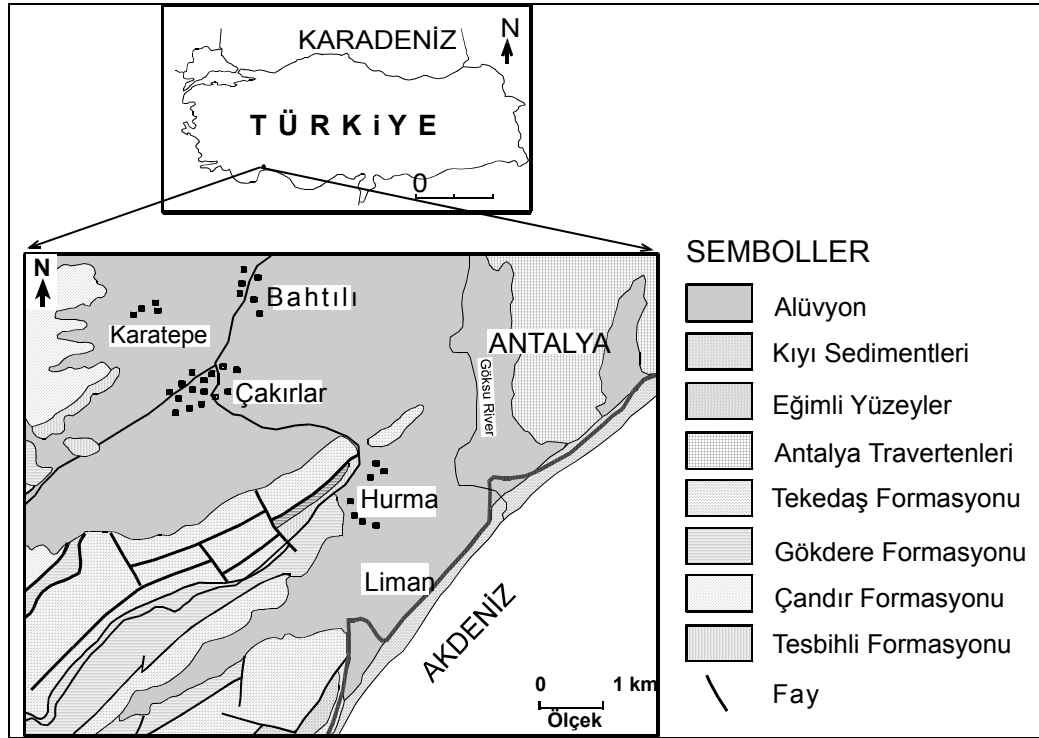 KARADENİZ
N
TÜRKiYE
0
N
Bahtılı
Karatepe
ANTALYA
Göksu River
Çakırlar
Hurma
Liman
AKDENİZ
0 1 km
Ölçek
SEMBOLLER
Alüvyon
Kıyı Sedimentleri
Eğimli Yüzeyler
Antalya Travertenleri
Tekedaş Formasyonu
Gökdere Formasyonu
Çandır Formasyonu
Tesbihli Formasyonu
Fay